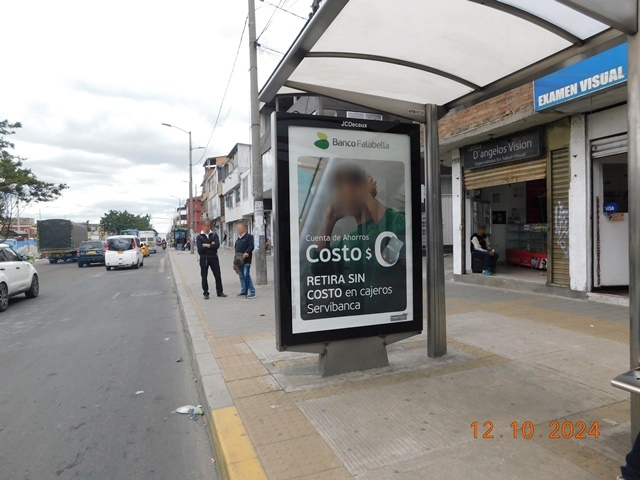 JCDecaux
Banco Falabella
Cuenta de Ahorros
Costo $0
RETIRA SIN
COSTO en cajeros
Servibanca
EXAMEN VISUAL
D'angelos Vision
VISA
12.10.2024